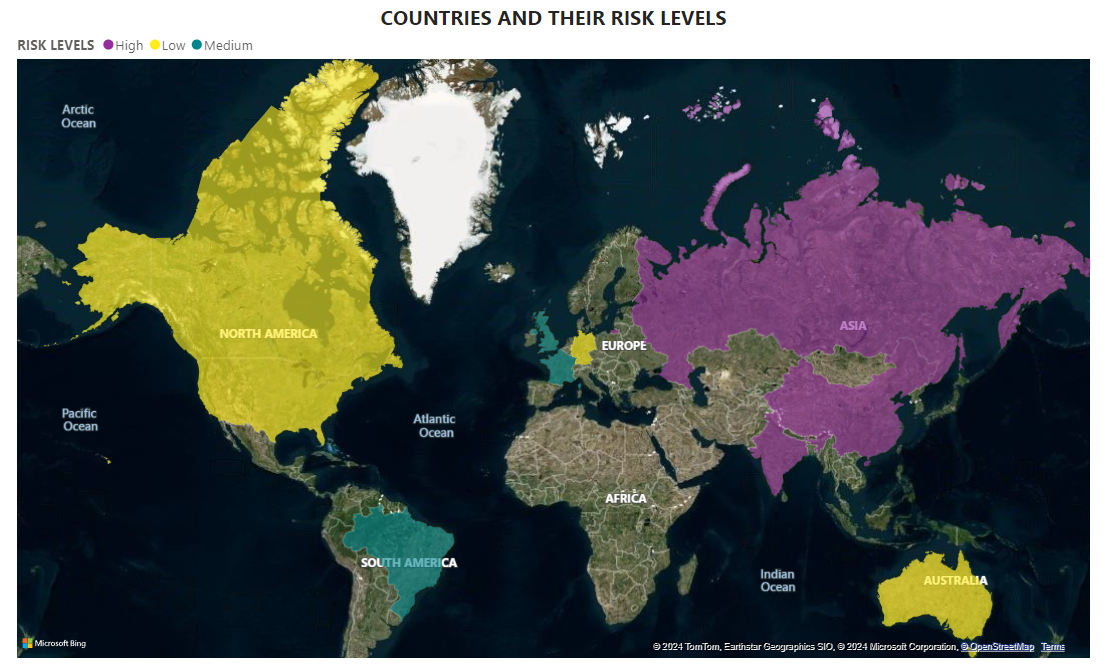 COUNTRIES AND THEIR RISK LEVELS
RISK LEVELS High Low Medium
Arctic
Ocean
NORTH AMERICA
ASIA
EUROPE
Pacific
Ocean
Atlantic
Ocean
AFRICA
SOUTH AMERICA
Indian
Ocean
AUSTRALIA
Microsoft Bing
© 2024 TomTom, Earthstar Geographics SIO, © 2024 Microsoft Corporation, © OpenStreetMap Terms